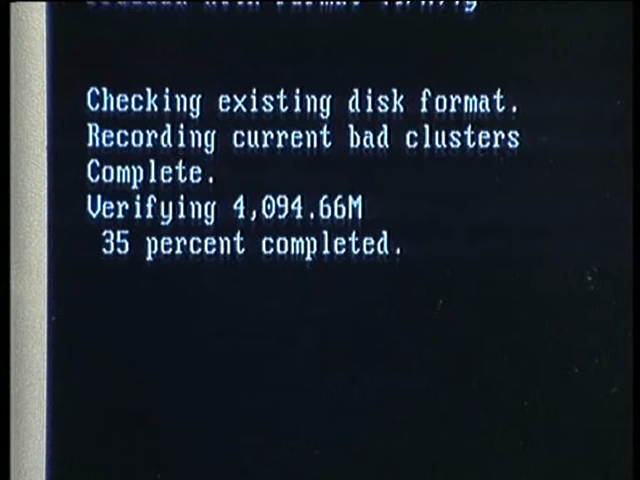 Checking existing disk format.
Recording current bad clusters
Complete.
Verifying 4,094.66M
35 percent completed.